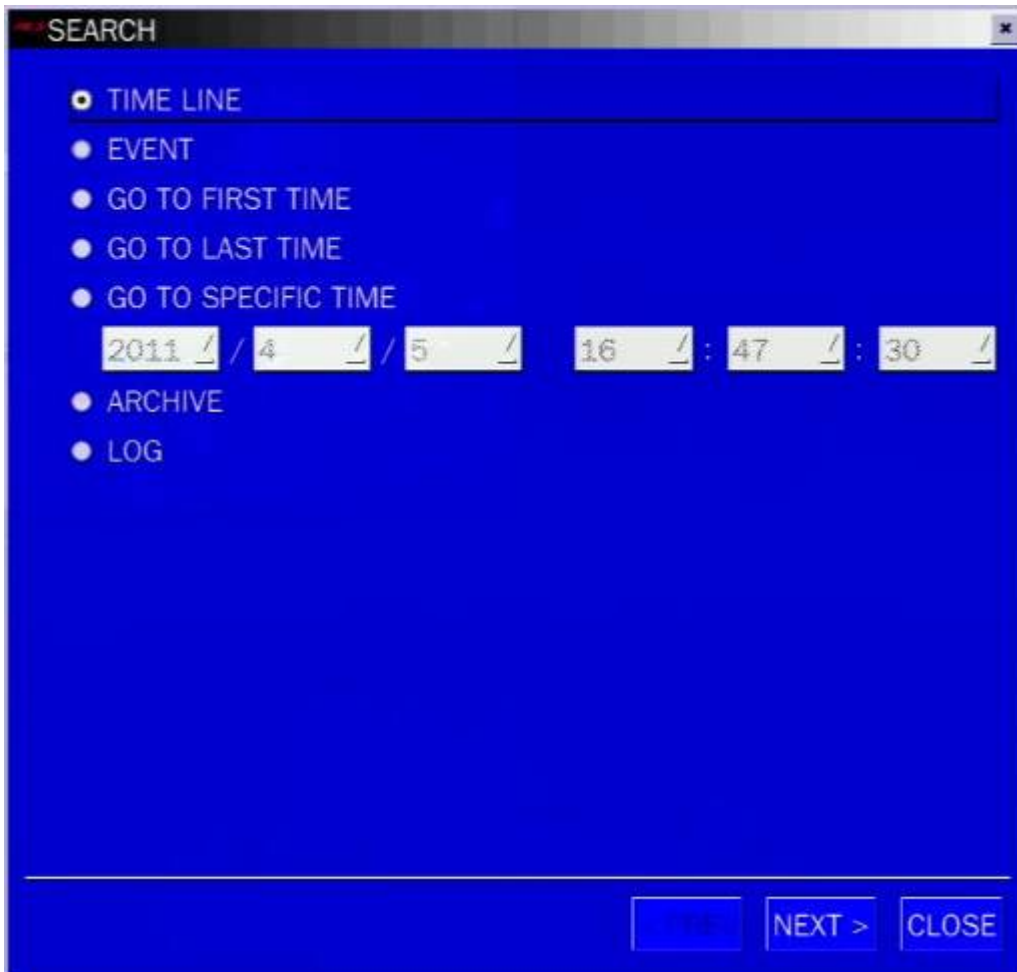 SEARCH
TIME LINE
EVENT
GO TO FIRST TIME
GO TO LAST TIME
GO TO SPECIFIC TIME
2011 / 4 / 5 16 : 47 : 30
ARCHIVE
LOG
NEXT > CLOSE